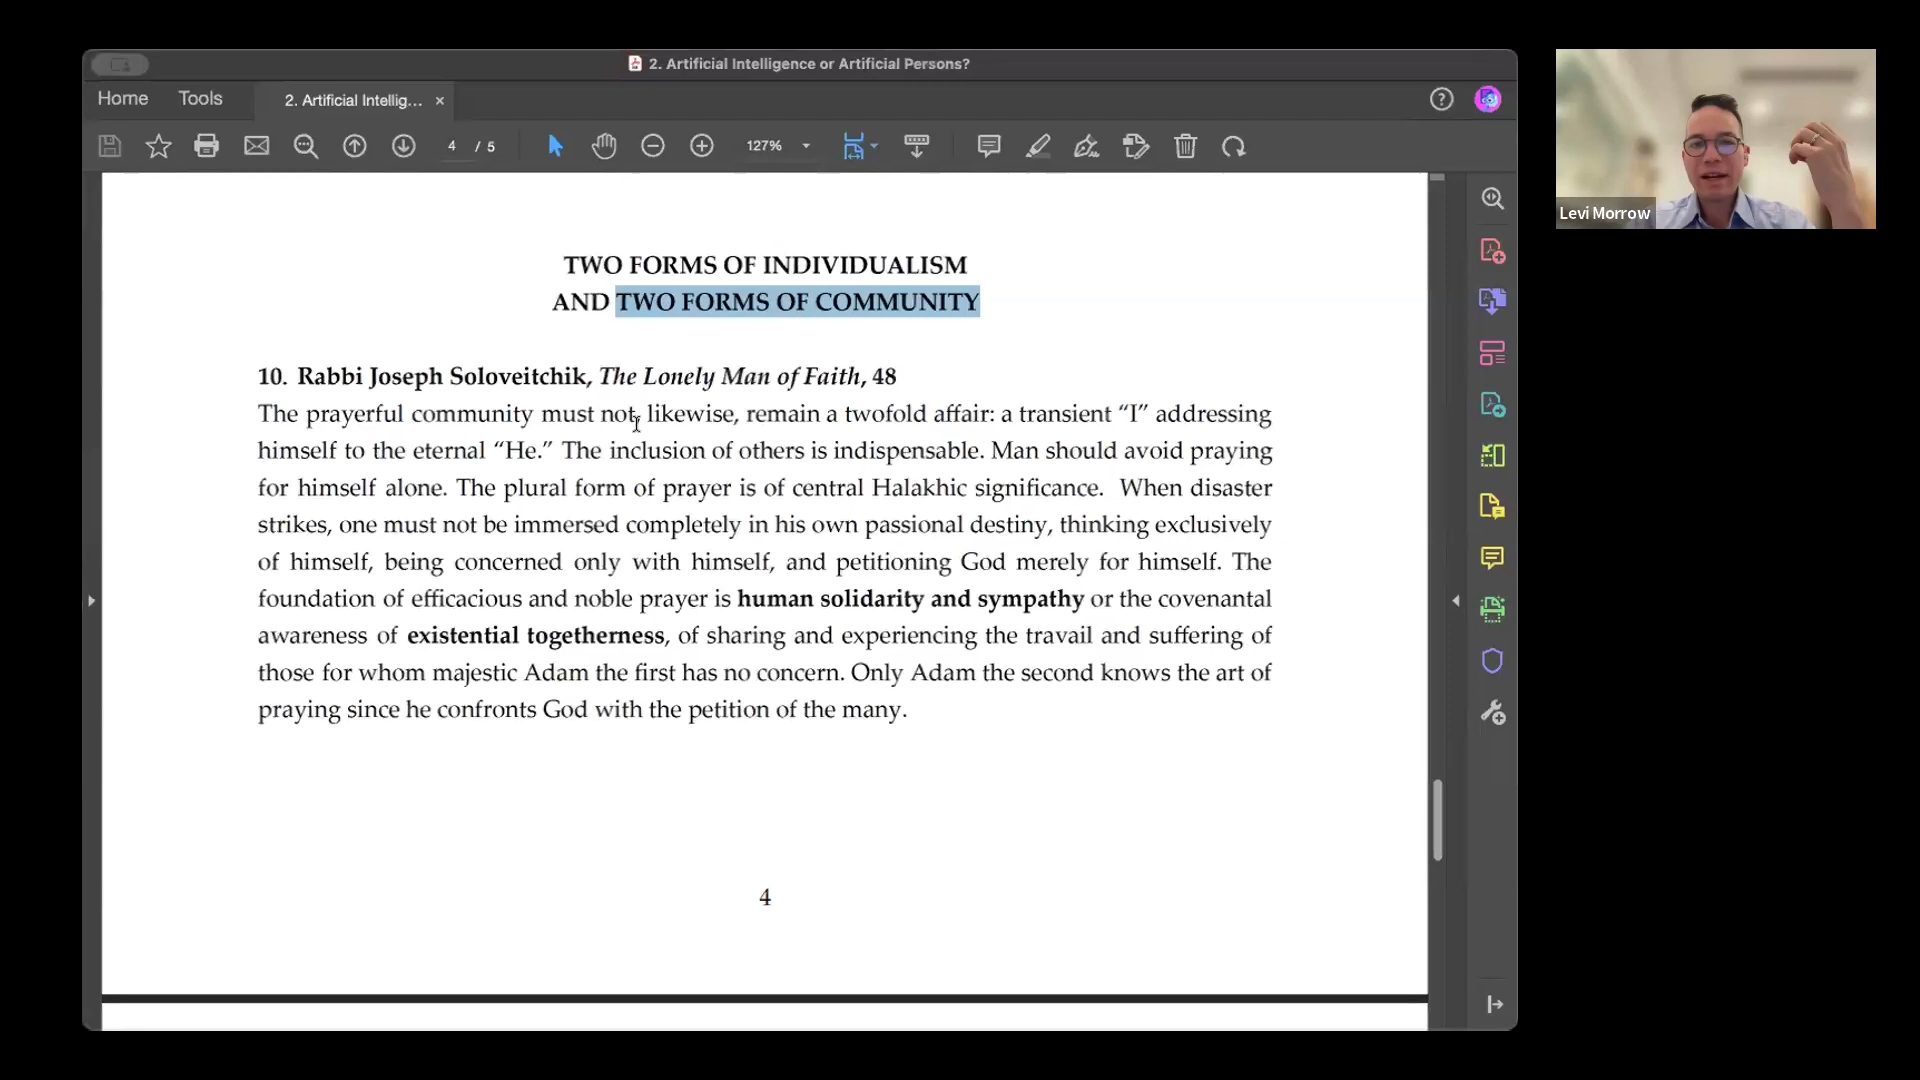 2. Artificial Intelligence or Artificial Persons?
Home Tools 2. Artificial Intellig... ×
4 / 5 127%
Levi Morrow
TWO FORMS OF INDIVIDUALISM
AND TWO FORMS OF COMMUNITY
10. Rabbi Joseph Soloveitchik, The Lonely Man of Faith, 48
The prayerful community must not, likewise, remain a twofold affair: a transient “I” addressing
himself to the eternal “He.” The inclusion of others is indispensable. Man should avoid praying
for himself alone. The plural form of prayer is of central Halakhic significance. When disaster
strikes, one must not be immersed completely in his own passional destiny, thinking exclusively
of himself, being concerned only with himself, and petitioning God merely for himself. The
foundation of efficacious and noble prayer is human solidarity and sympathy or the covenantal
awareness of existential togetherness, of sharing and experiencing the travail and suffering of
those for whom majestic Adam the first has no concern. Only Adam the second knows the art of
praying since he confronts God with the petition of the many.
4